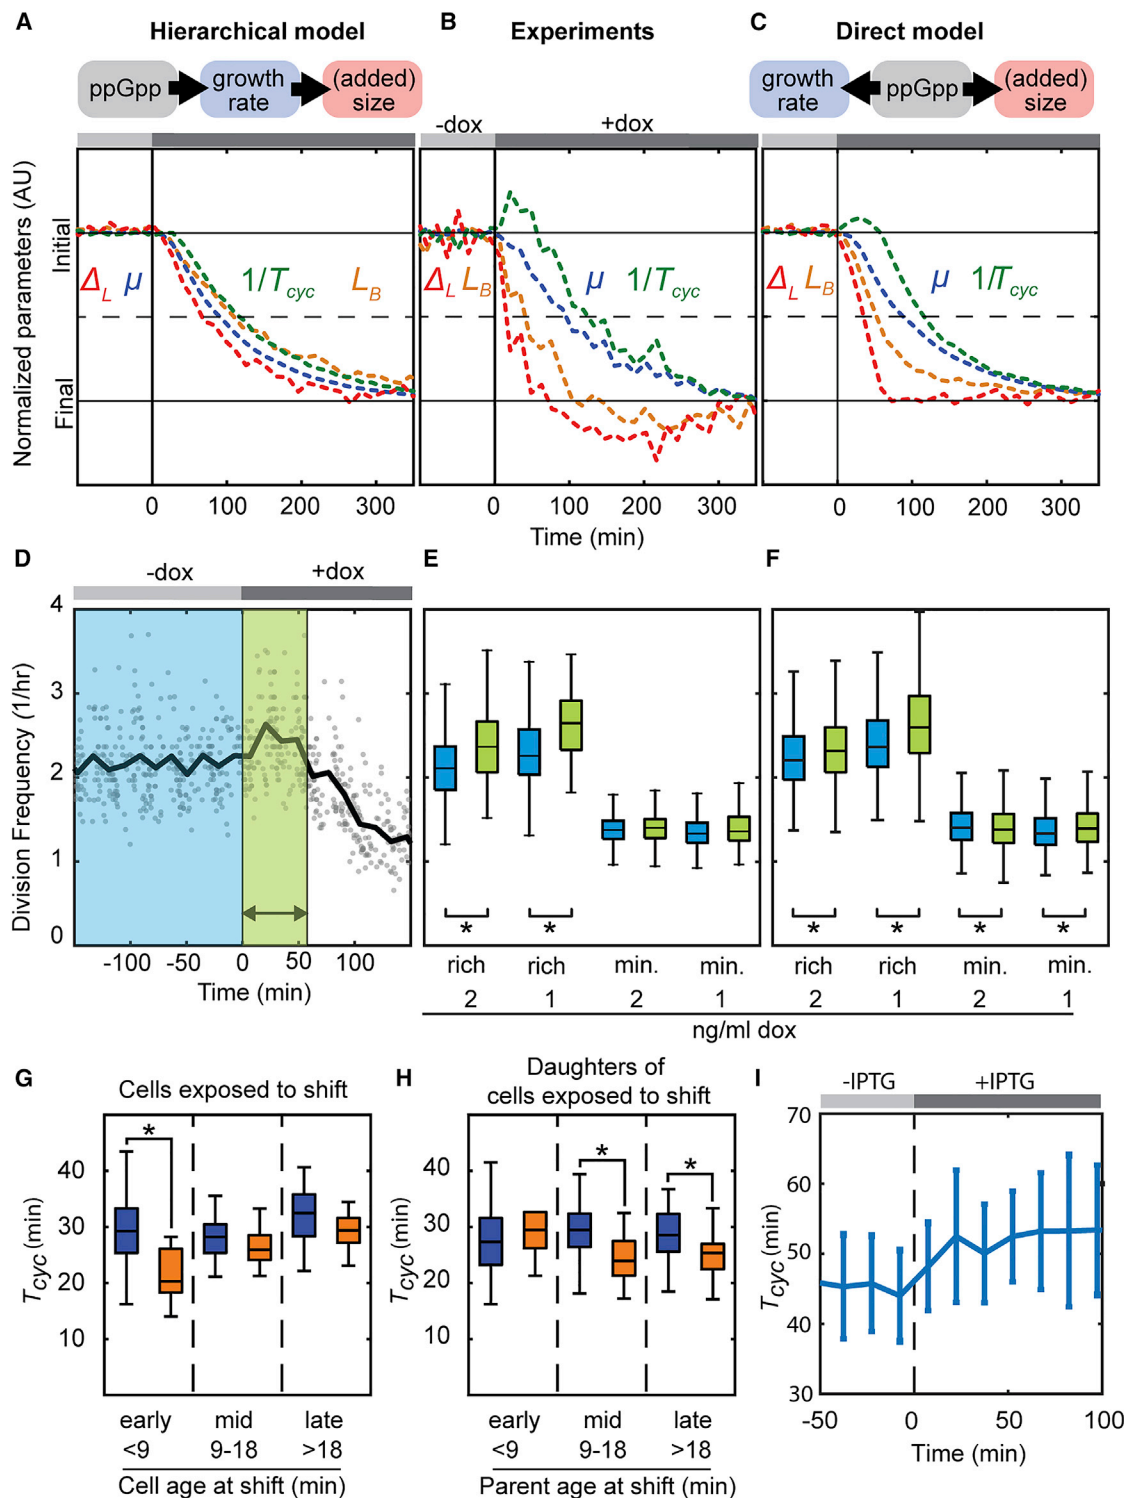 A
Hierarchical model
B
Experiments
C
Direct model
ppGpp
growth
rate
(added)
size
growth
rate
ppGpp
(added)
size
-dox
+dox
Normalized parameters (AU)
Initial
Final
Δ_L μ
1/T_cyc
L_B
Δ_L L_B
μ
1/T_cyc
Δ_L L_B
μ
1/T_cyc
0
100
200
300
0
100
200
300
0
100
200
300
Time (min)
D
-dox
+dox
E
F
Division Frequency (1/hr)
4
3
2
1
0
-100
-50
0
50
100
Time (min)
*
*
*
*
*
*
rich
rich
min.
min.
2
1
2
1
rich
rich
min.
min.
2
1
2
1
ng/ml dox
G
Cells exposed to shift
H
Daughters of
cells exposed to shift
I
-IPTG
+IPTG
T_cyc (min)
40
30
20
10
*
early
mid
late
<9
9-18
>18
Cell age at shift (min)
T_cyc (min)
40
30
20
10
*
*
early
mid
late
<9
9-18
>18
Parent age at shift (min)
T_cyc (min)
70
60
50
40
30
-50
0
50
100
Time (min)